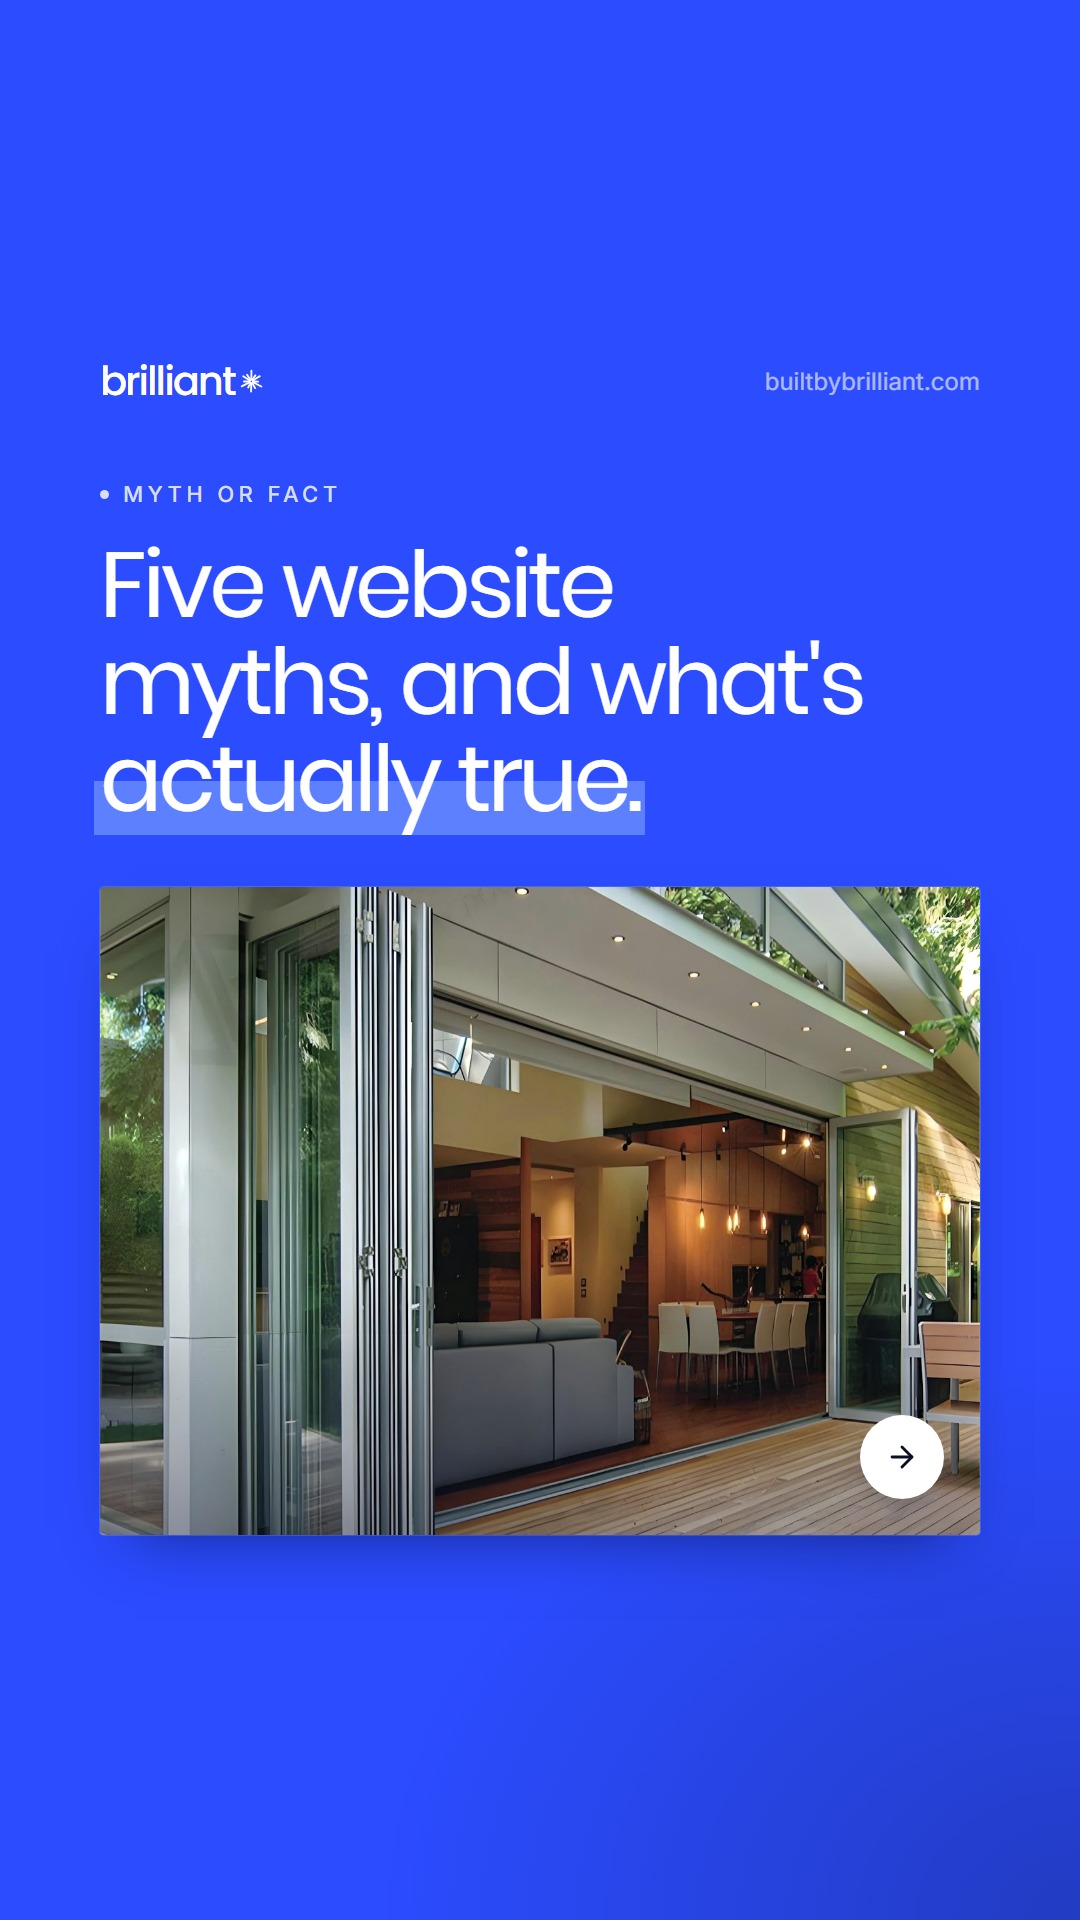 brilliant
builtbybrilliant.com
MYTH OR FACT
Five website
myths, and what's
actually true.